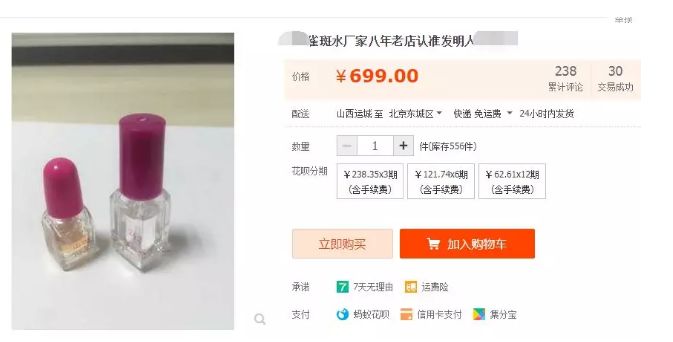 雀斑水厂家八年老店认准发明人
价格 ¥699.00 238 累计评论 30 交易成功
配送 山西运城 至 北京东城区 快递 免运费 24小时内发货
数量 - 1 + 件(库存556件)
花呗分期 ¥238.35x3期 (含手续费) ¥121.74x6期 (含手续费) ¥62.61x12期 (含手续费)
立即购买 加入购物车
承诺 7 7天无理由 运费险
支付 蚂蚁花呗 信用卡支付 集分宝